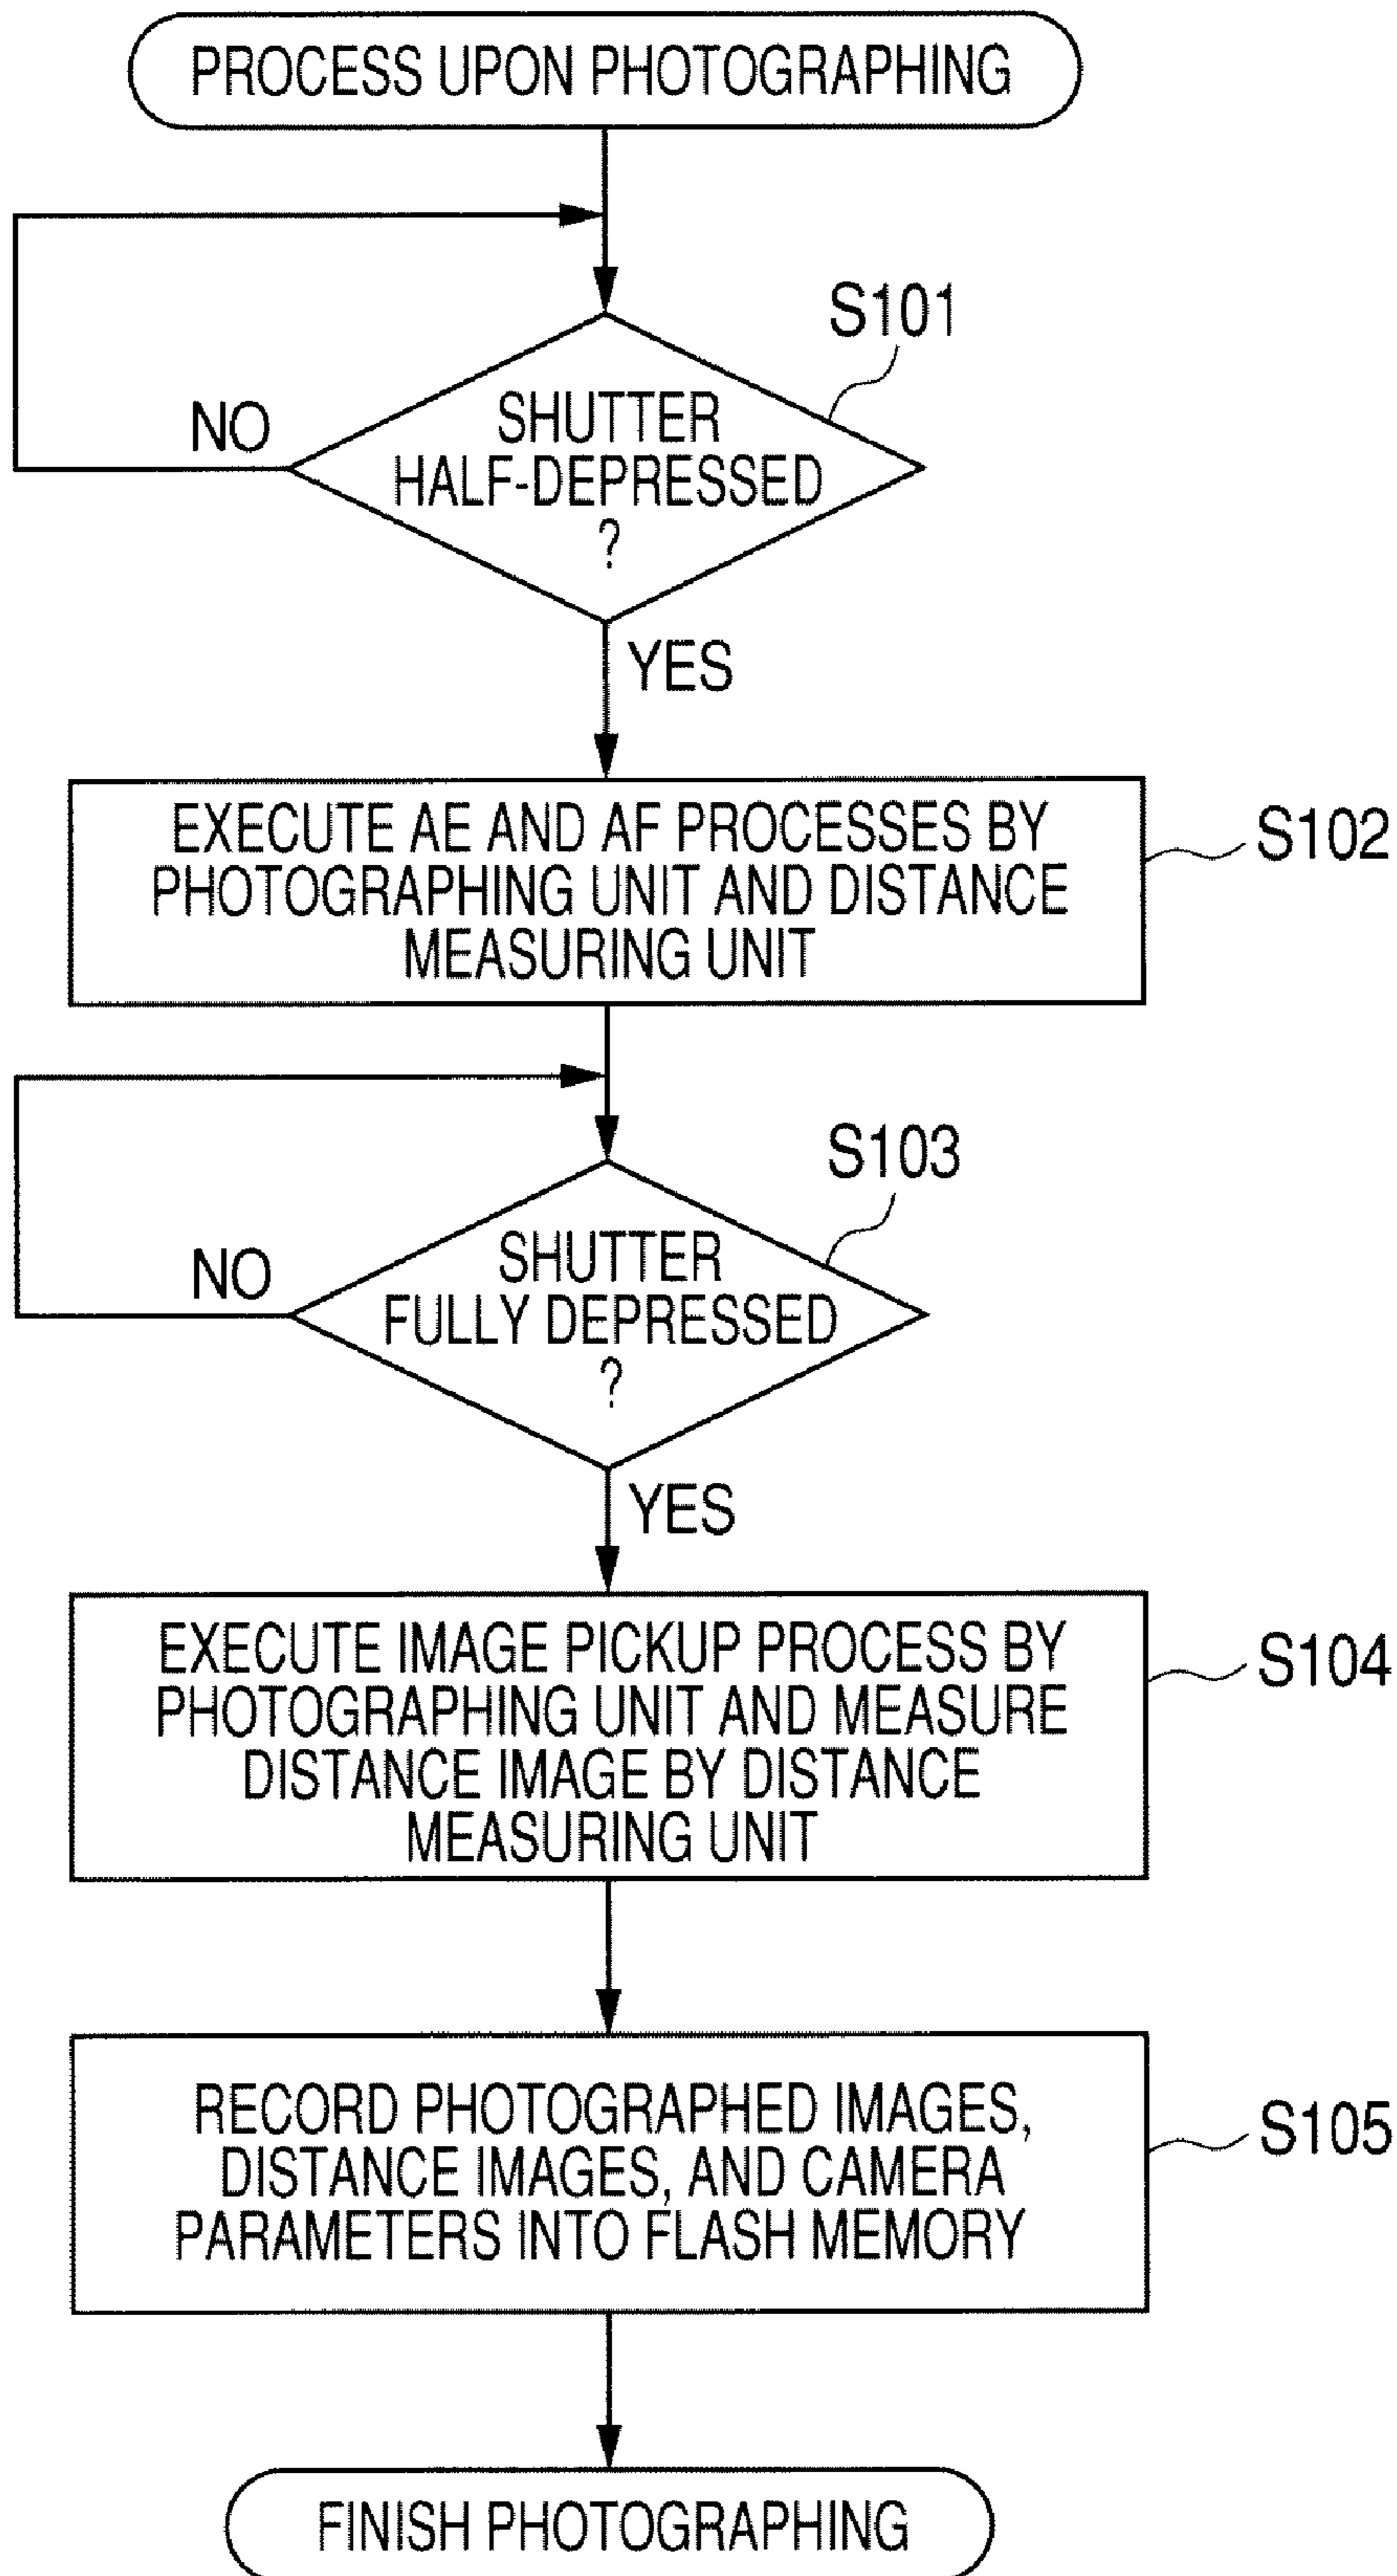 PROCESS UPON PHOTOGRAPHING
S101
SHUTTER
HALF-DEPRESSED
?
NO
YES
EXECUTE AE AND AF PROCESSES BY
PHOTOGRAPHING UNIT AND DISTANCE
MEASURING UNIT
S102
S103
SHUTTER
FULLY DEPRESSED
?
NO
YES
EXECUTE IMAGE PICKUP PROCESS BY
PHOTOGRAPHING UNIT AND MEASURE
DISTANCE IMAGE BY DISTANCE
MEASURING UNIT
S104
RECORD PHOTOGRAPHED IMAGES,
DISTANCE IMAGES, AND CAMERA
PARAMETERS INTO FLASH MEMORY
S105
FINISH PHOTOGRAPHING